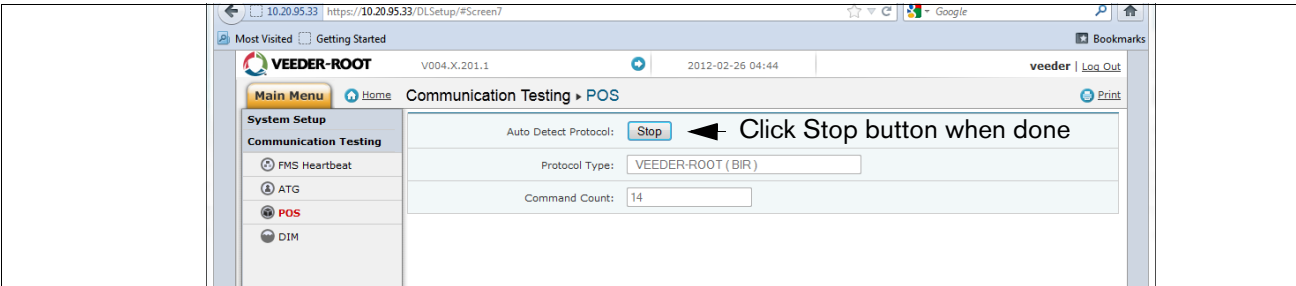 10.20.95.33 https://10.20.95.33/DLSetup/#Screen7 Google
Most Visited Getting Started Bookmarks
VEEDER-ROOT V004.X.201.1 2012-02-26 04:44 veeder | Log Out
Main Menu Home Communication Testing ▸ POS Print
System Setup
Auto Detect Protocol: Stop Click Stop button when done
Communication Testing
FMS Heartbeat
Protocol Type: VEEDER-ROOT ( BIR )
ATG
Command Count: 14
POS
DIM